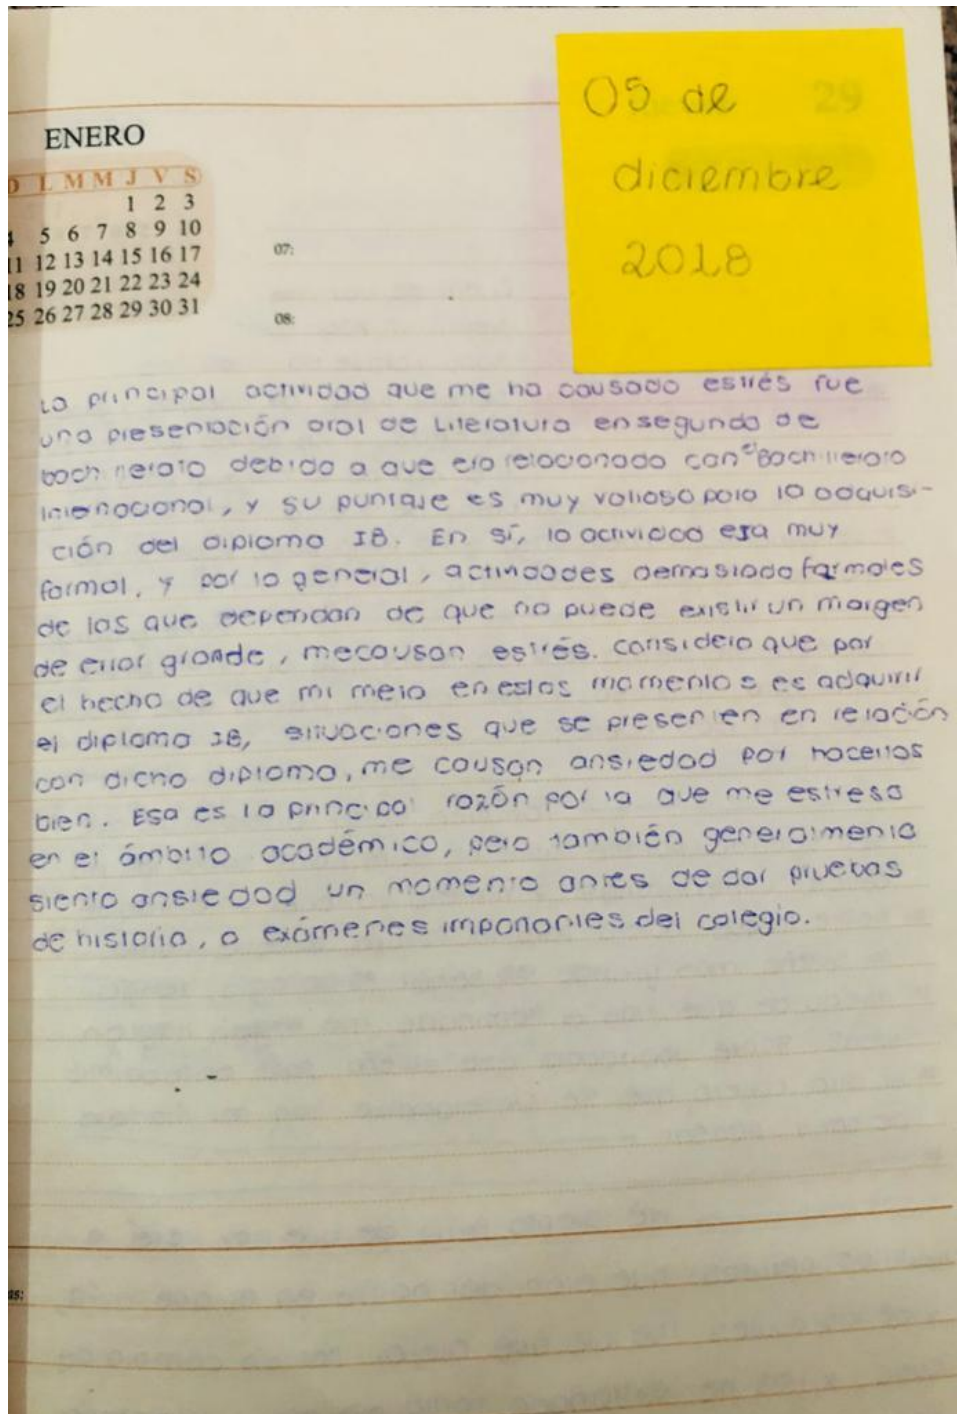 05 de
diciembre
2018
29
ENERO
D L M M J V S
1 2 3
4 5 6 7 8 9 10
11 12 13 14 15 16 17
18 19 20 21 22 23 24
25 26 27 28 29 30 31
07:
08:
La principal actividad que me ha causado estrés fue
una presentación oral de Literatura en segundo de
bachillerato debido a que era relacionado con el Bachillerato
Internacional, y su puntaje es muy valioso para la adquisi-
ción del diploma IB. En sí, la actividad era muy
formal, y por lo general, actividades demasiado formales
de las que dependan de que no puede existir un margen
de error grande, me causan estrés. Considero que por
el hecho de que mi meta en estos momentos es adquirir
el diploma IB, situaciones que se presenten en relación
con dicho diploma, me causan ansiedad por hacerlas
bien. Esa es la principal razón por la que me estreso
en el ámbito académico, pero también generalmente
siento ansiedad un momento antes de dar pruebas
de historia, o exámenes importantes del colegio.
as: